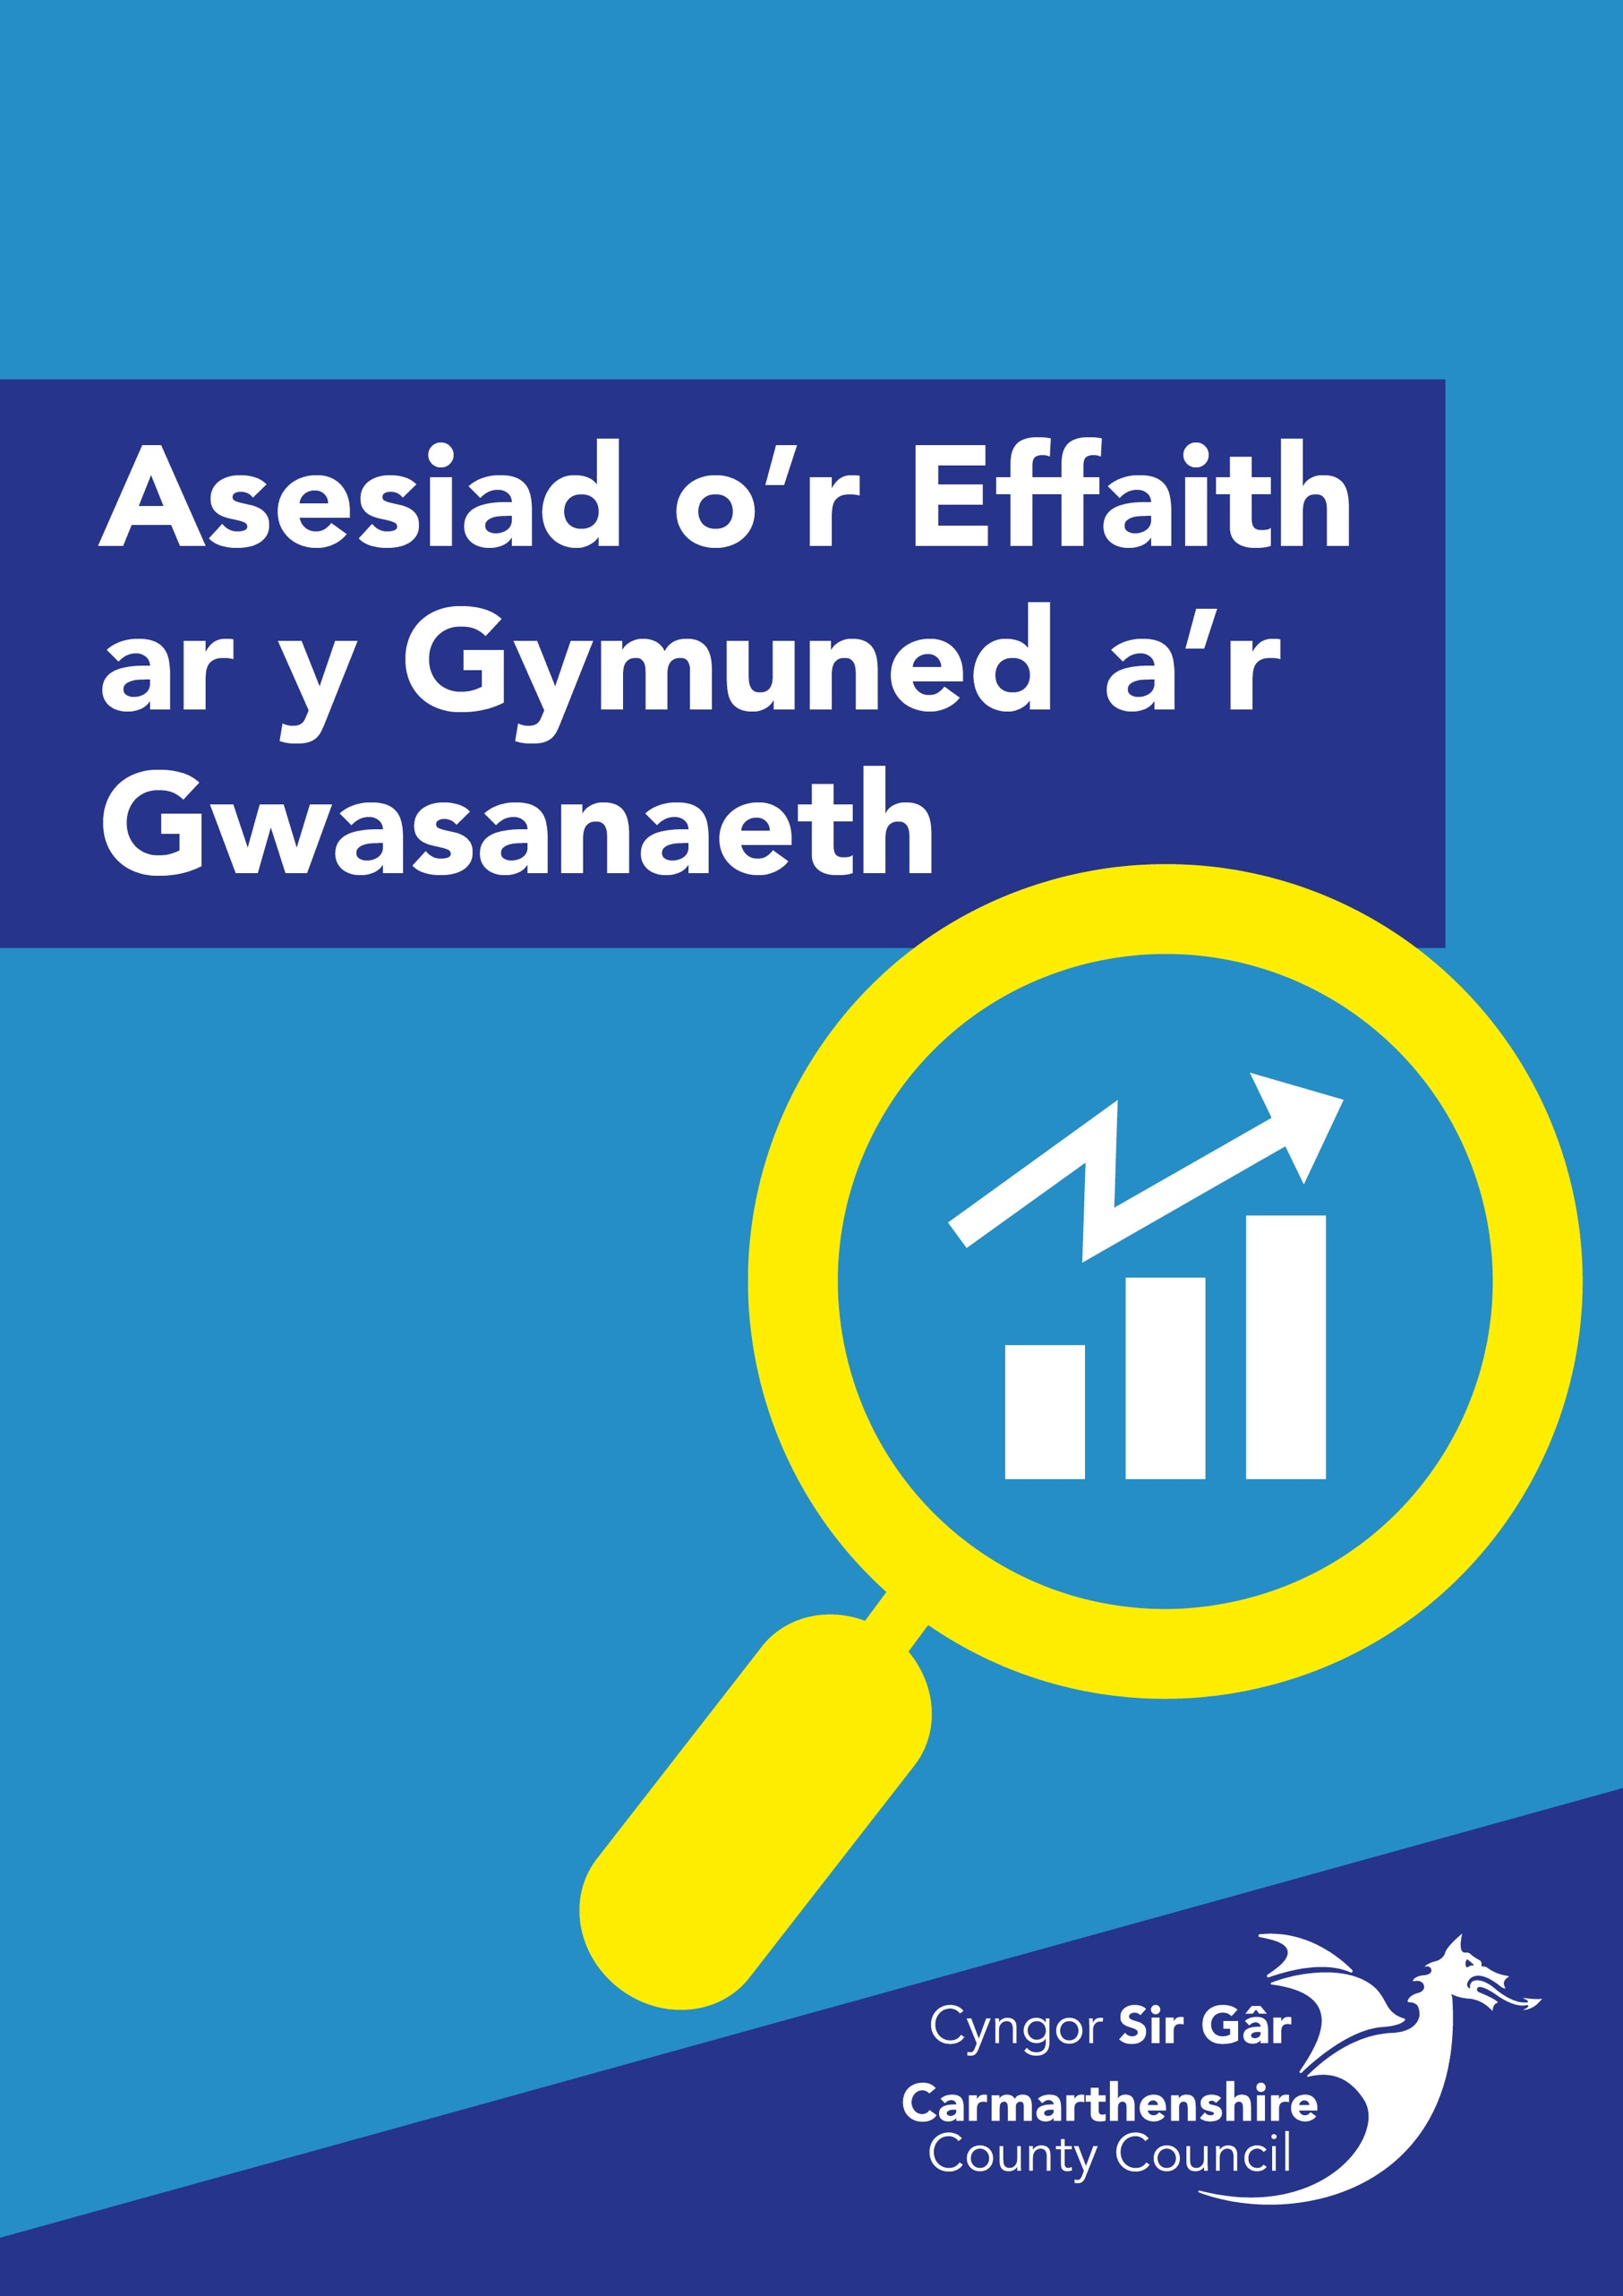 Asesiad o'r Effaith
ar y Gymuned a'r
Gwasanaeth
Cyngor Sir Gâr
Carmarthenshire
County Council